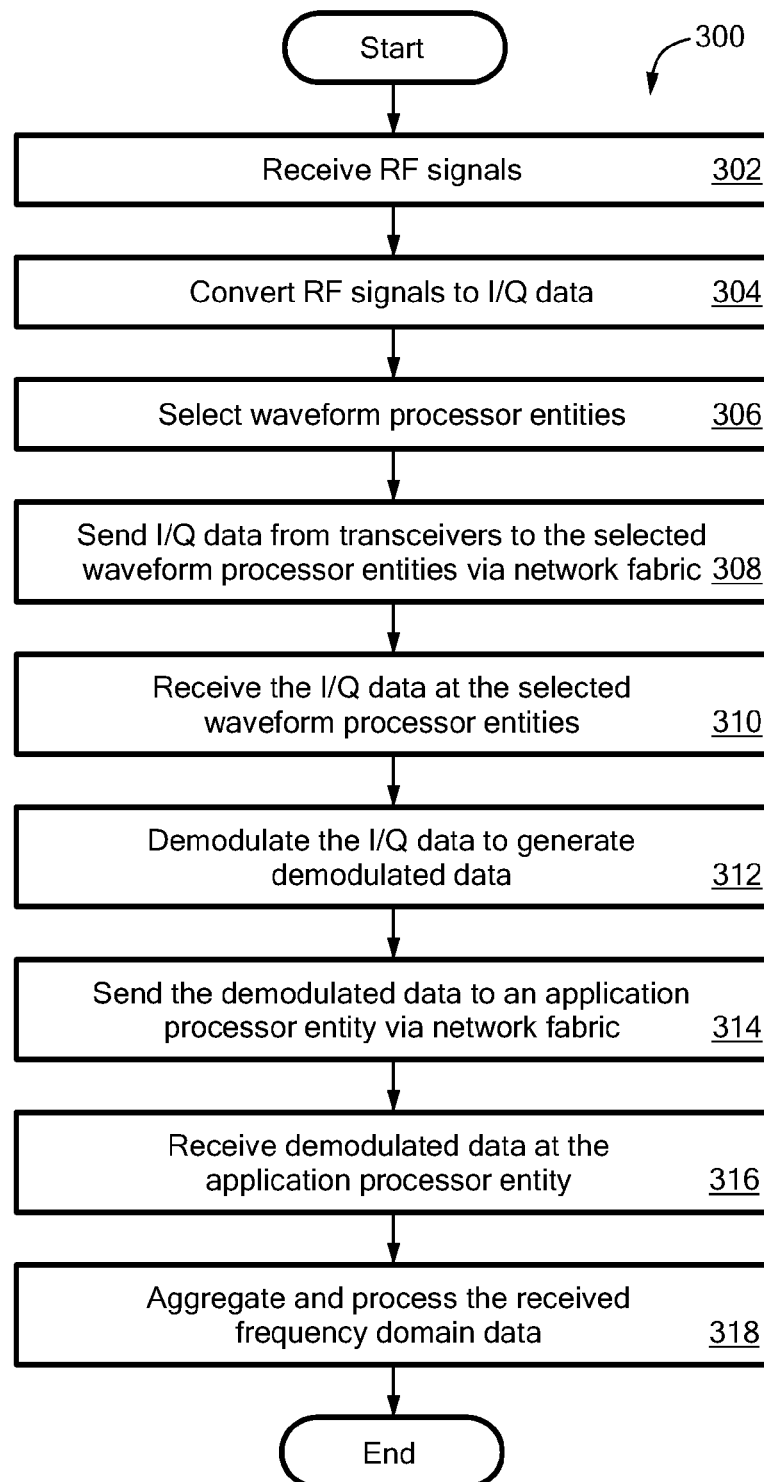 Start
300
Receive RF signals 302
Convert RF signals to I/Q data 304
Select waveform processor entities 306
Send I/Q data from transceivers to the selected
waveform processor entities via network fabric 308
Receive the I/Q data at the selected
waveform processor entities 310
Demodulate the I/Q data to generate
demodulated data 312
Send the demodulated data to an application
processor entity via network fabric 314
Receive demodulated data at the
application processor entity 316
Aggregate and process the received
frequency domain data 318
End